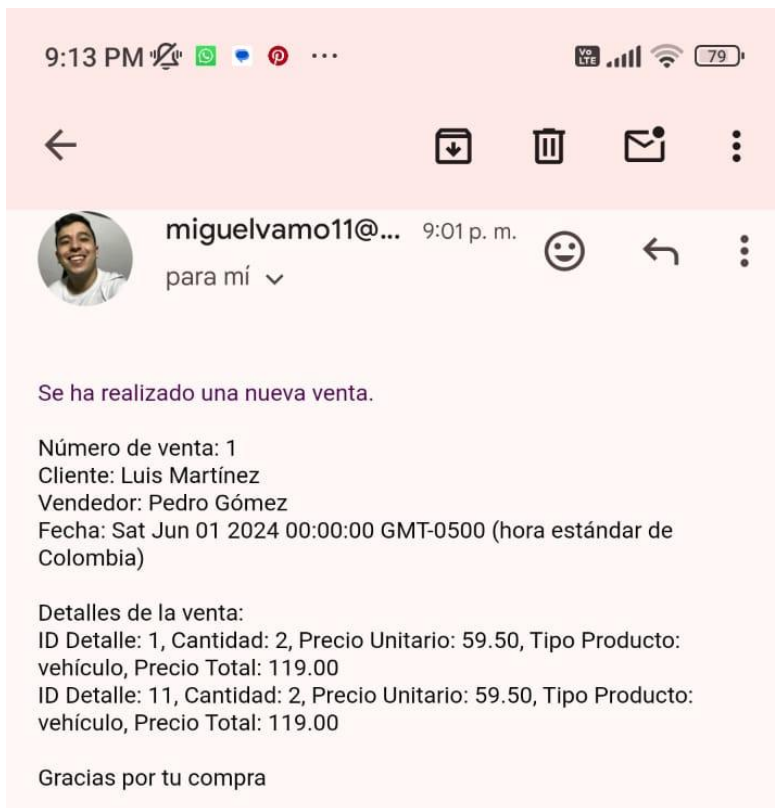 9:13 PM ...
Vo LTE 79
miguelvamo11@... 9:01 p. m.
para mí
Se ha realizado una nueva venta.
Número de venta: 1
Cliente: Luis Martínez
Vendedor: Pedro Gómez
Fecha: Sat Jun 01 2024 00:00:00 GMT-0500 (hora estándar de
Colombia)
Detalles de la venta:
ID Detalle: 1, Cantidad: 2, Precio Unitario: 59.50, Tipo Producto:
vehículo, Precio Total: 119.00
ID Detalle: 11, Cantidad: 2, Precio Unitario: 59.50, Tipo Producto:
vehículo, Precio Total: 119.00
Gracias por tu compra